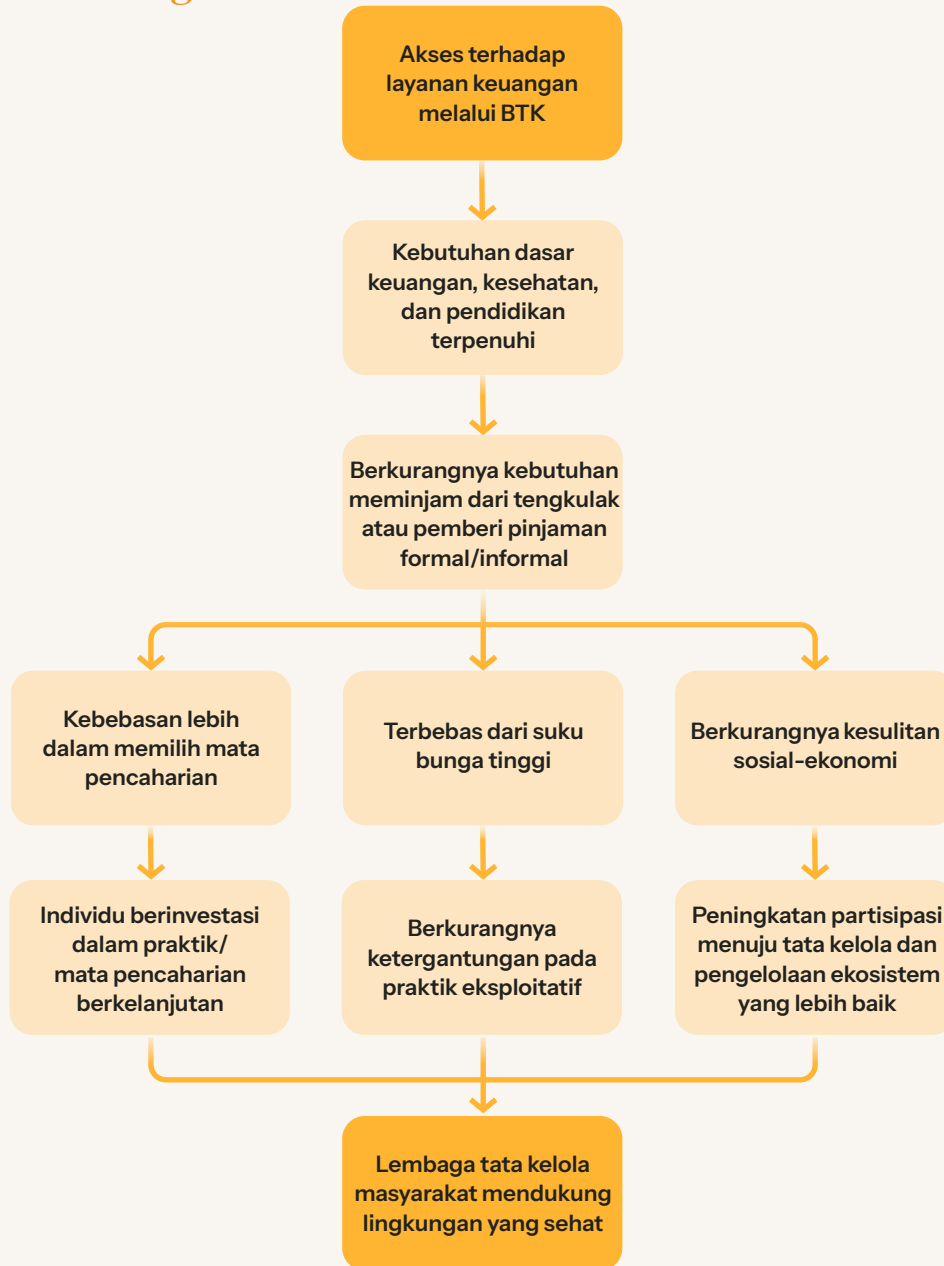 Akses terhadap
layanan keuangan
melalui BTK
Kebutuhan dasar
keuangan, kesehatan,
dan pendidikan
terpenuhi
Berkurangnya kebutuhan
meminjam dari tengkulak
atau pemberi pinjaman
formal/informal
Kebebasan lebih
dalam memilih mata
pencaharian
Terbebas dari suku
bunga tinggi
Berkurangnya kesulitan
sosial-ekonomi
Individu berinvestasi
dalam praktik/
mata pencaharian
berkelanjutan
Berkurangnya
ketergantungan pada
praktik eksploitatif
Peningkatan partisipasi
menuju tata kelola dan
pengelolaan ekosistem
yang lebih baik
Lembaga tata kelola
masyarakat mendukung
lingkungan yang sehat